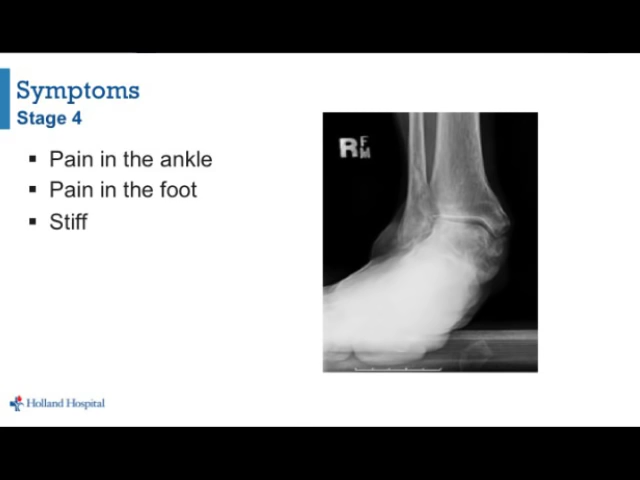 Symptoms
Stage 4
Pain in the ankle
Pain in the foot
Stiff
R F
M
Holland Hospital